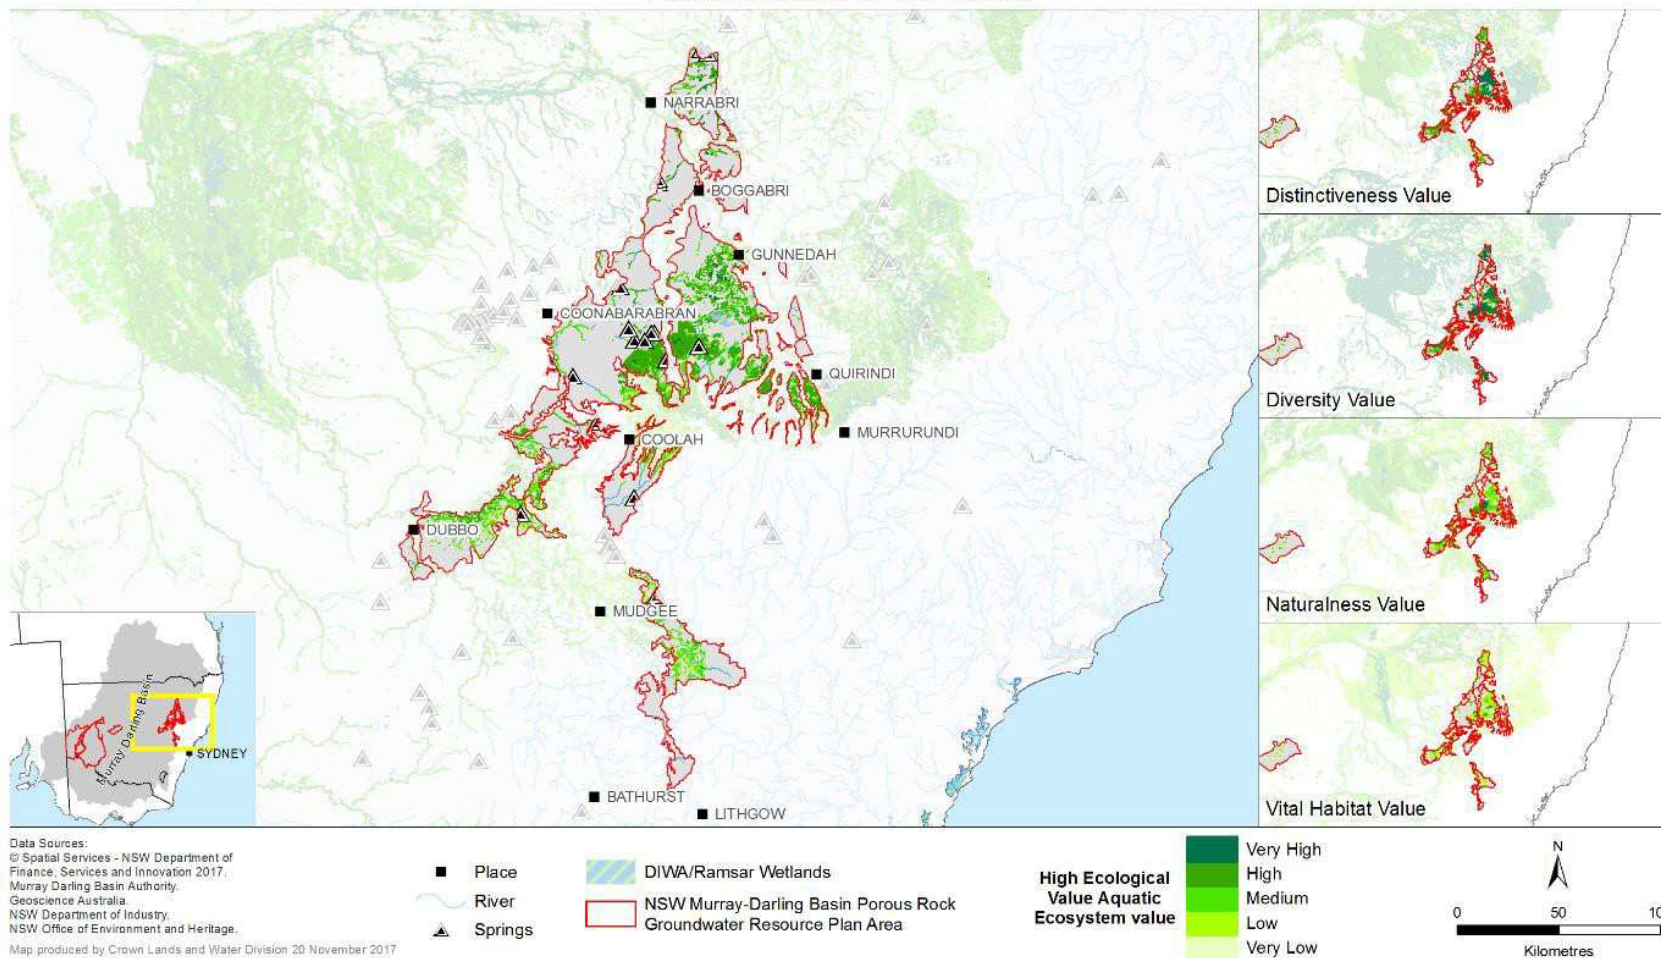 NARRABRI
BOGGABRI
GUNNEDAH
COONABARABRAN
QUIRINDI
MURRURUNDI
COOLAH
DUBBO
MUDGEE
BATHURST
LITHGOW
Murray Darling Basin
SYDNEY
Distinctiveness Value
Diversity Value
Naturalness Value
Vital Habitat Value
Data Sources:
© Spatial Services - NSW Department of
Finance, Services and Innovation 2017.
Murray Darling Basin Authority.
Geoscience Australia.
NSW Department of Industry.
NSW Office of Environment and Heritage.
Map produced by Crown Lands and Water Division 20 November 2017
Place
River
Springs
DIWA/Ramsar Wetlands
NSW Murray-Darling Basin Porous Rock
Groundwater Resource Plan Area
High Ecological
Value Aquatic
Ecosystem value
Very High
High
Medium
Low
Very Low
N
0 50 10
Kilometres